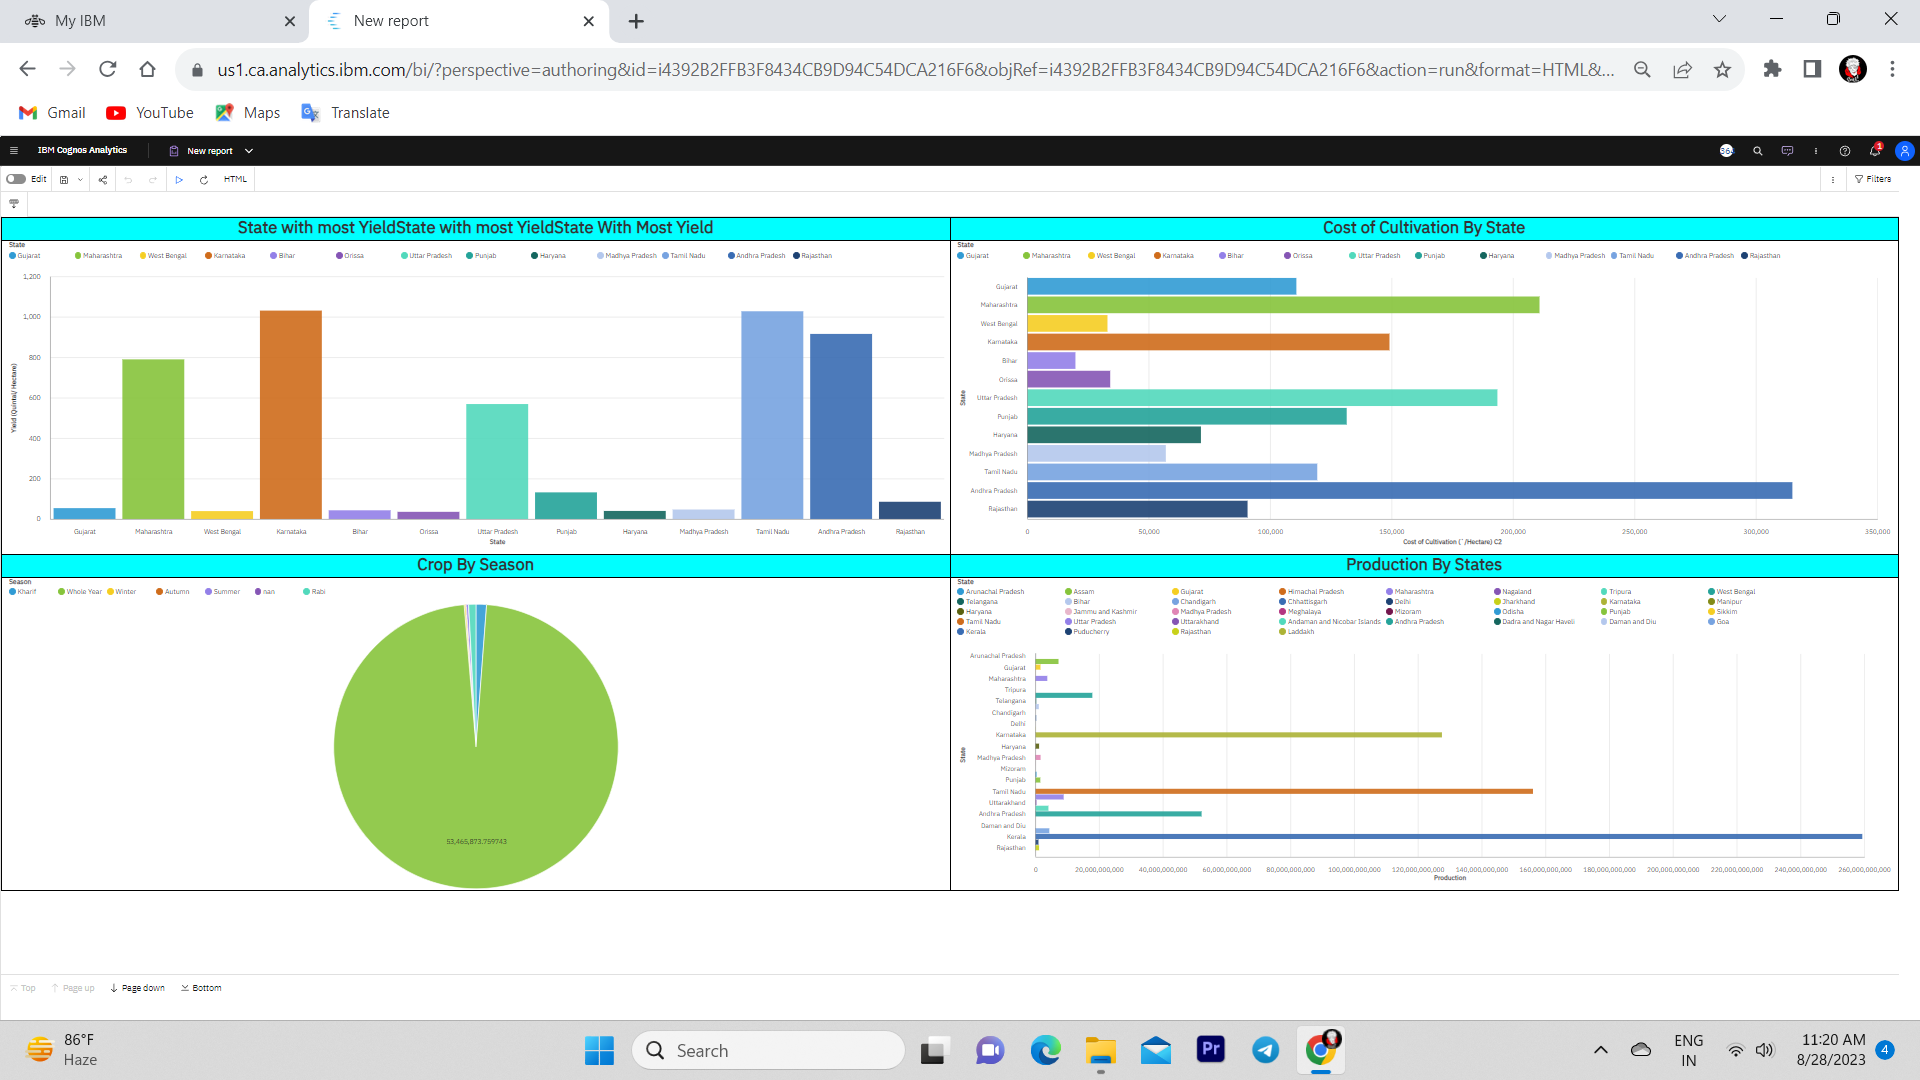 My IBM
New report
us1.ca.analytics.ibm.com/bi/?perspective=authoring&id=i4392B2FFB3F8434CB9D94C54DCA216F6&objRef=i4392B2FFB3F8434CB9D94C54DCA216F6&action=run&format=HTML&...
Gmail YouTube Maps Translate
IBM Cognos Analytics New report 1
Edit HTML Filters
State with most YieldState with most YieldState With Most Yield
State
Gujarat Maharashtra West Bengal Karnataka Bihar Orissa Uttar Pradesh Punjab Haryana Madhya Pradesh Tamil Nadu Andhra Pradesh Rajasthan
Yield (Quintal/ Hectare)
1,200
1,000
800
600
400
200
0
Gujarat Maharashtra West Bengal Karnataka Bihar Orissa Uttar Pradesh Punjab Haryana Madhya Pradesh Tamil Nadu Andhra Pradesh Rajasthan
State
Cost of Cultivation By State
State
Gujarat Maharashtra West Bengal Karnataka Bihar Orissa Uttar Pradesh Punjab Haryana Madhya Pradesh Tamil Nadu Andhra Pradesh Rajasthan
State
Gujarat
Maharashtra
West Bengal
Karnataka
Bihar
Orissa
Uttar Pradesh
Punjab
Haryana
Madhya Pradesh
Tamil Nadu
Andhra Pradesh
Rajasthan
0 50,000 100,000 150,000 200,000 250,000 300,000 350,000
Cost of Cultivation (`/Hectare) C2
Crop By Season
Season
Kharif Whole Year Winter Autumn Summer nan Rabi
53,465,873.759743
Production By States
State
Arunachal Pradesh Assam Gujarat Himachal Pradesh Maharashtra Nagaland Tripura West Bengal
Telangana Bihar Chandigarh Chhattisgarh Delhi Jharkhand Karnataka Manipur
Haryana Jammu and Kashmir Madhya Pradesh Meghalaya Mizoram Odisha Punjab Sikkim
Tamil Nadu Uttar Pradesh Uttarakhand Andaman and Nicobar Islands Andhra Pradesh Dadra and Nagar Haveli Daman and Diu Goa
Kerala Puducherry Rajasthan Laddakh
State
Arunachal Pradesh
Gujarat
Maharashtra
Tripura
Telangana
Chandigarh
Delhi
Karnataka
Haryana
Madhya Pradesh
Mizoram
Punjab
Tamil Nadu
Uttarakhand
Andhra Pradesh
Daman and Diu
Kerala
Rajasthan
0 20,000,000,000 40,000,000,000 60,000,000,000 80,000,000,000 100,000,000,000 120,000,000,000 140,000,000,000 160,000,000,000 180,000,000,000 200,000,000,000 220,000,000,000 240,000,000,000 260,000,000,000
Production
Top Page up Page down Bottom
86°F
Haze
Search
Pr
ENG
IN
11:20 AM
8/28/2023
4